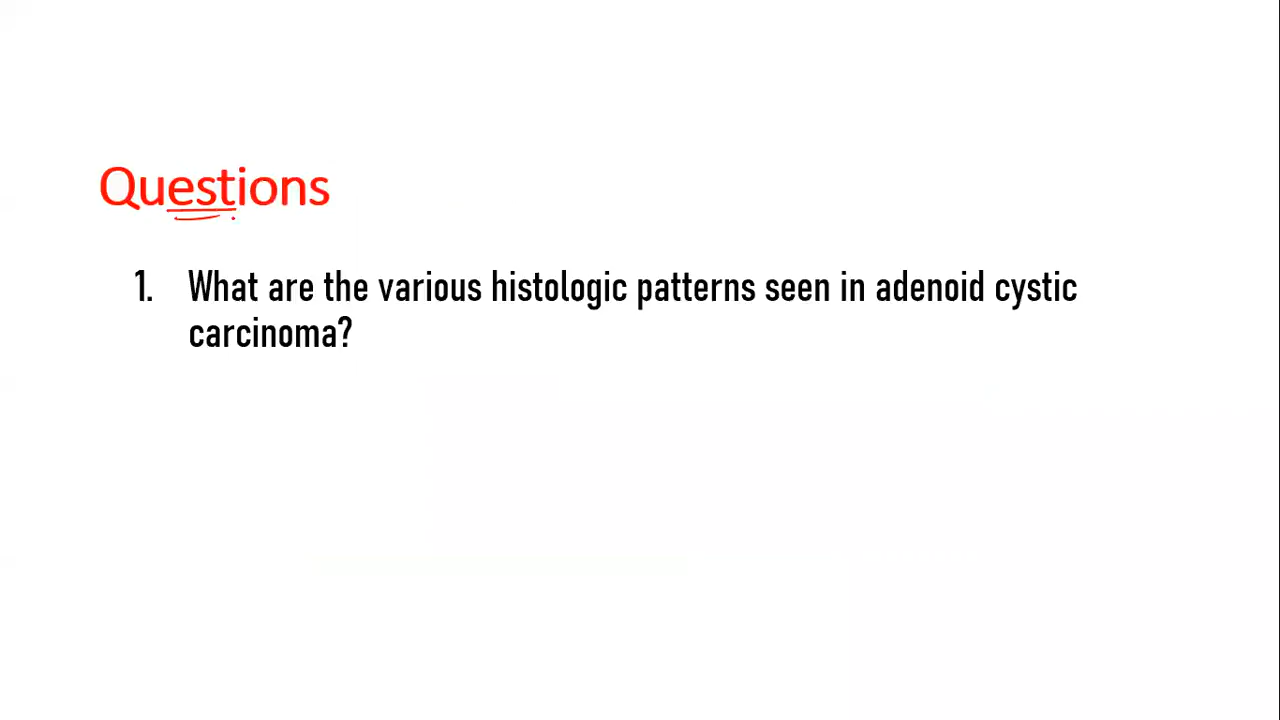 Questions
1. What are the various histologic patterns seen in adenoid cystic
carcinoma?